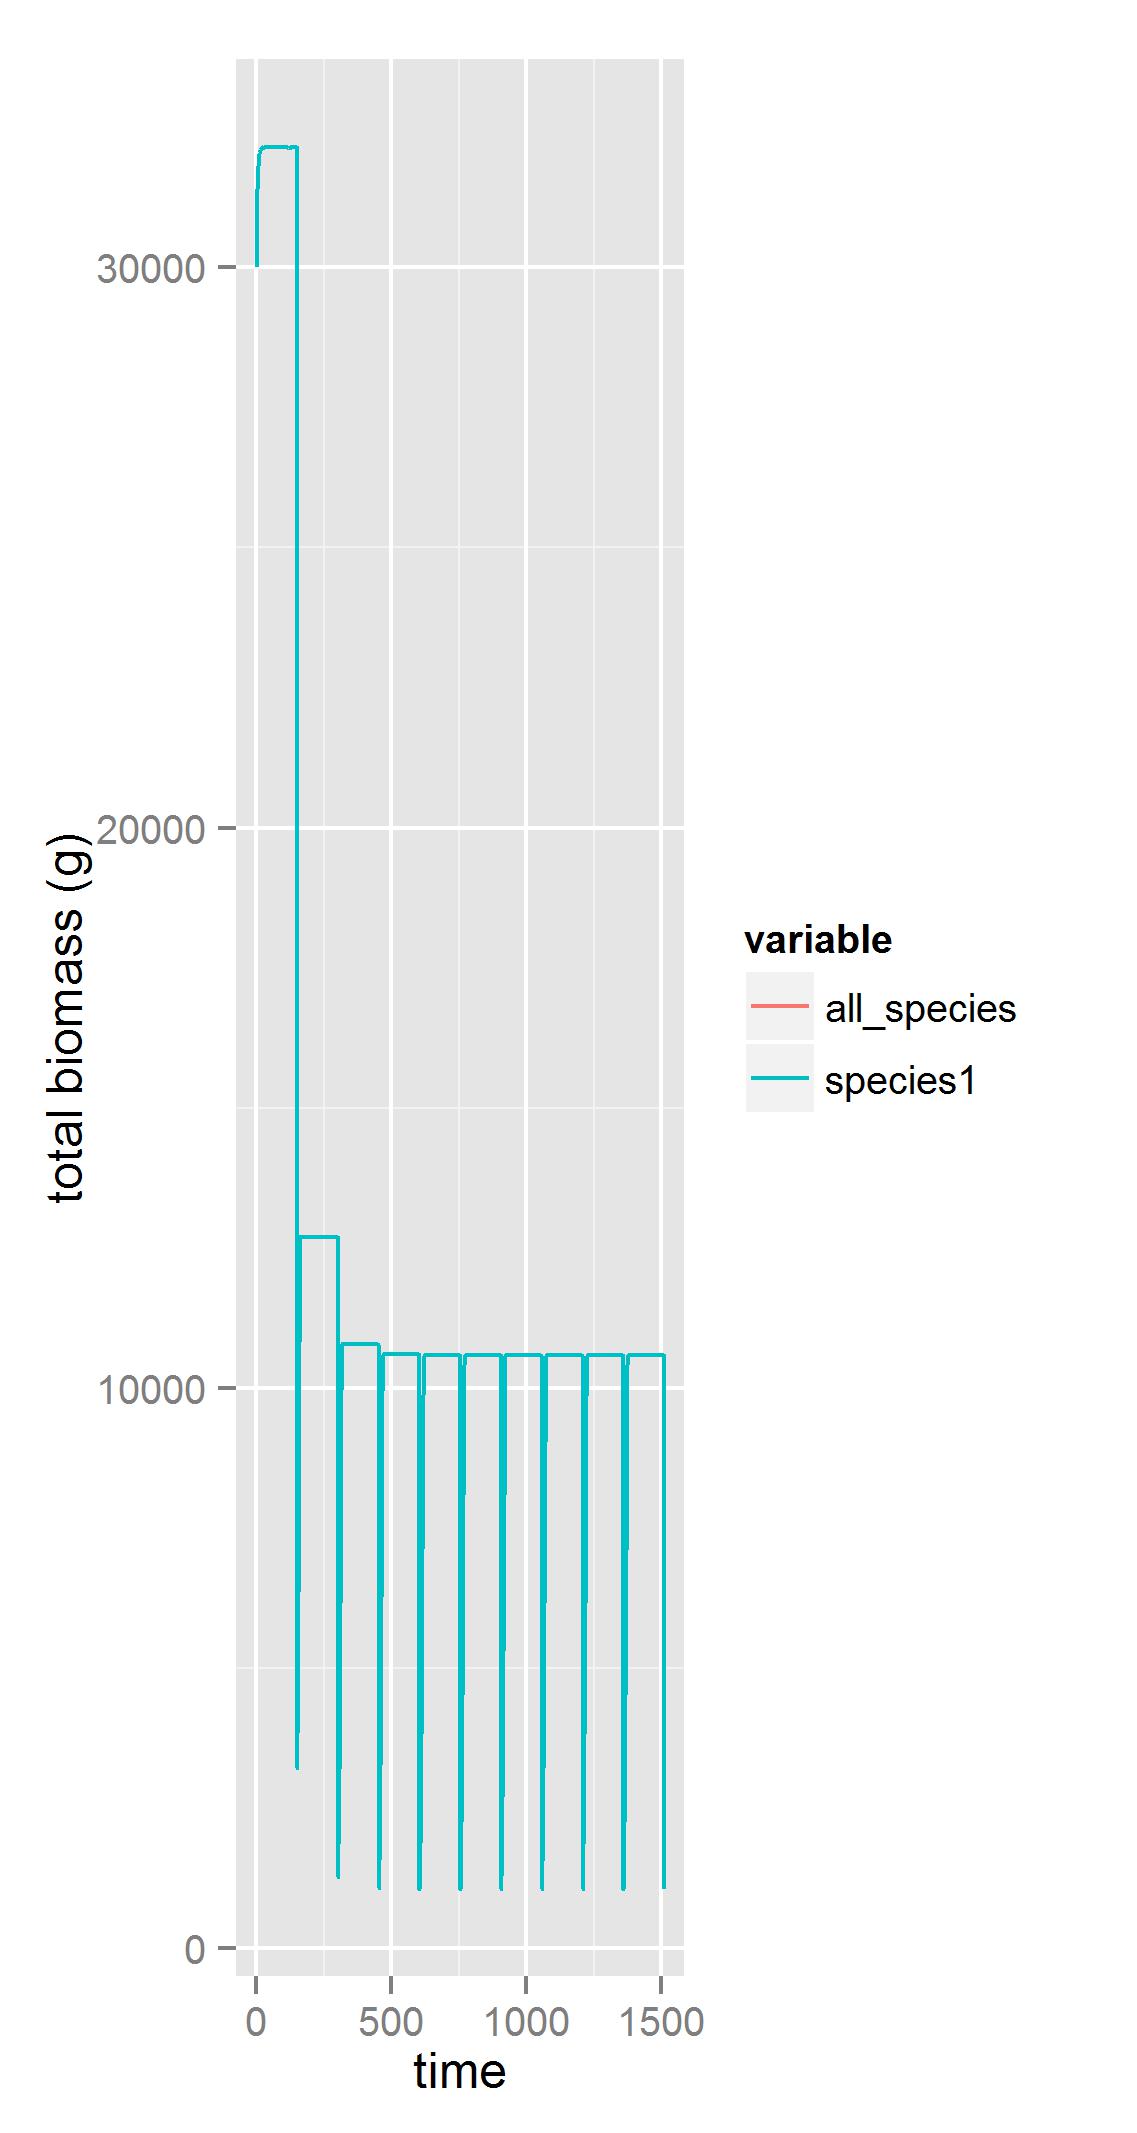 total biomass (g)
30000
20000
10000
0
0 500 1000 1500
time
variable
all_species
species1